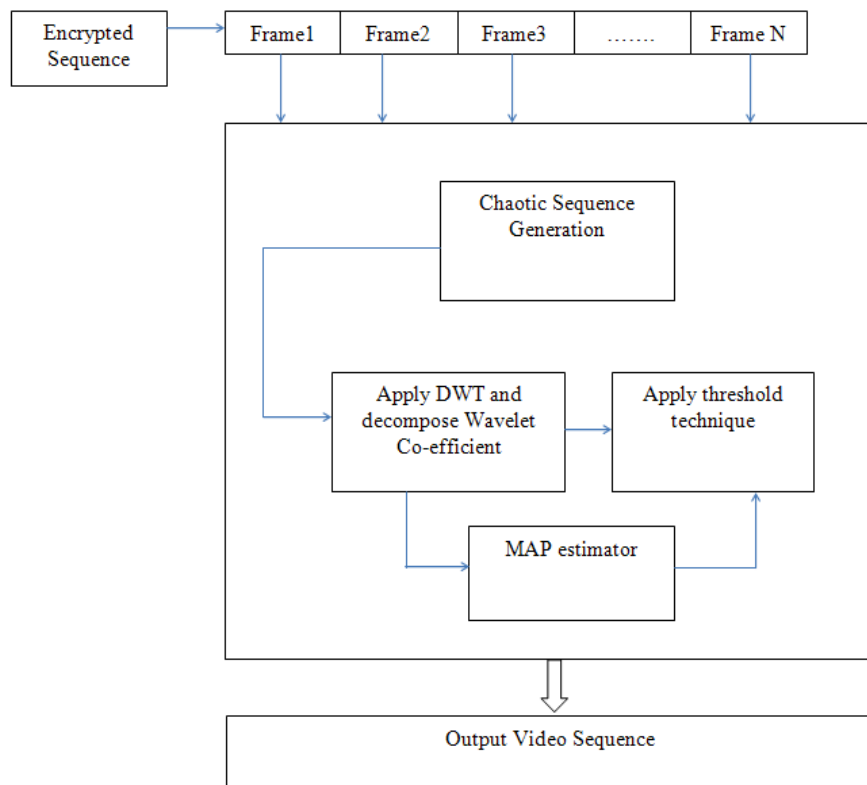 Encrypted
Sequence
Frame1 Frame2 Frame3 ....... Frame N
Chaotic Sequence
Generation
Apply DWT and
decompose Wavelet
Co-efficient
Apply threshold
technique
MAP estimator
Output Video Sequence